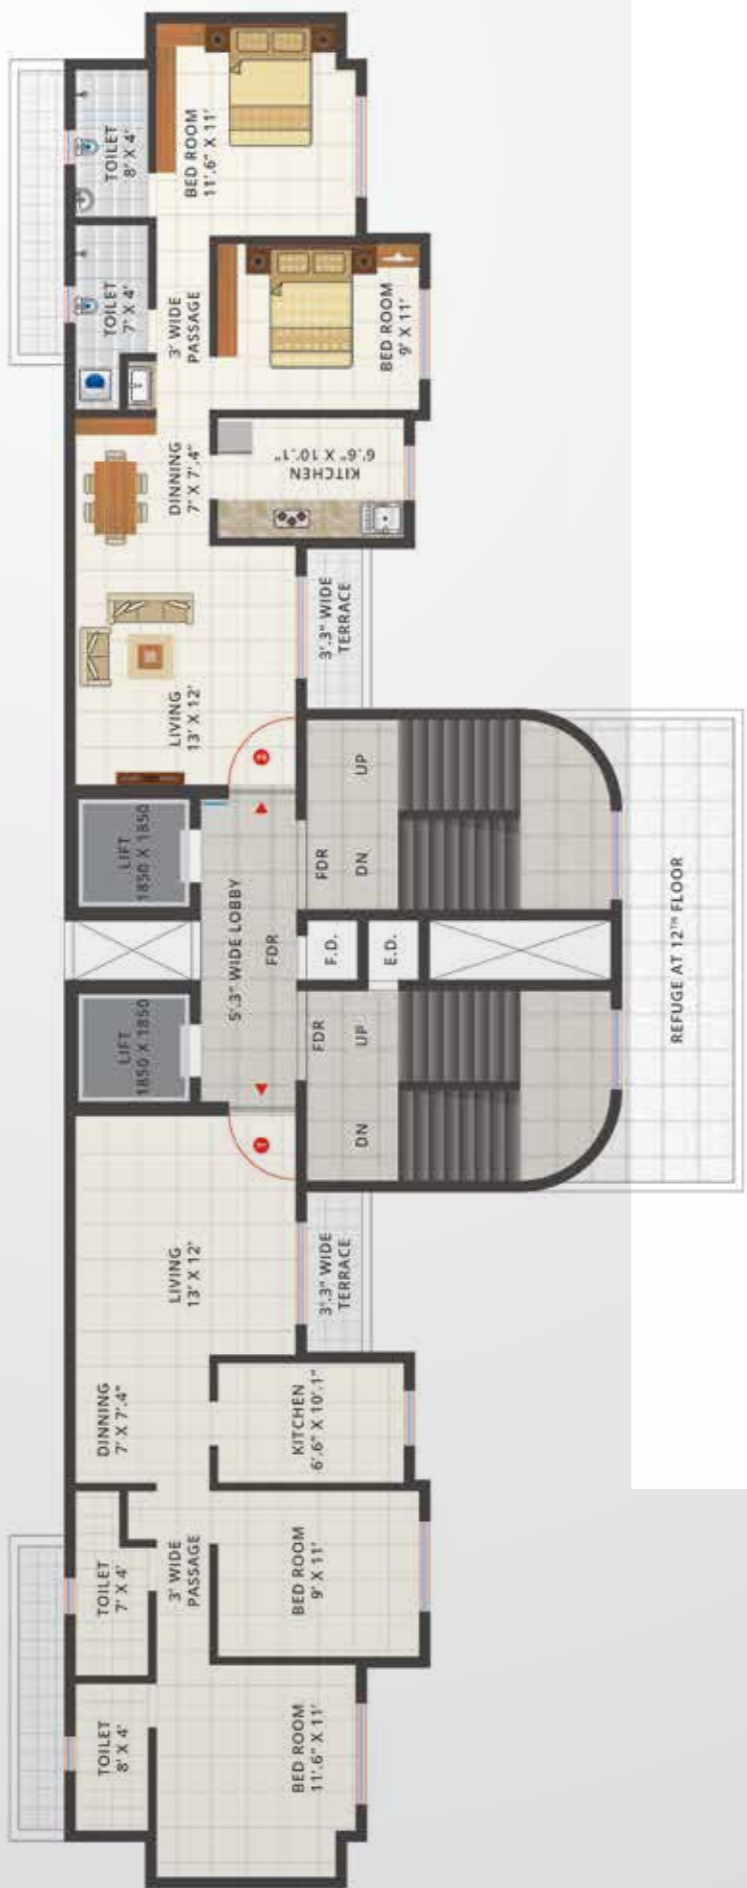 TOILET
8' X 4'
BED ROOM
11'.6" X 11'
TOILET
7' X 4'
3' WIDE
PASSAGE
BED ROOM
9' X 11'
DINNING
7' X 7'.4"
KITCHEN
6'.6" X 10'.1"
LIVING
13' X 12'
3'.3" WIDE
TERRACE
2
LIFT
1850 X 1850
5'.3" WIDE LOBBY
FDR
FDR
UP
DN
F.D.
E.D.
REFUGE AT 12TH FLOOR
LIFT
1850 X 1850
FDR
UP
DN
1
LIVING
13' X 12'
3'.3" WIDE
TERRACE
DINNING
7' X 7'.4"
KITCHEN
6'.6" X 10'.1"
TOILET
7' X 4'
3' WIDE
PASSAGE
BED ROOM
9' X 11'
TOILET
8' X 4'
BED ROOM
11'.6" X 11'